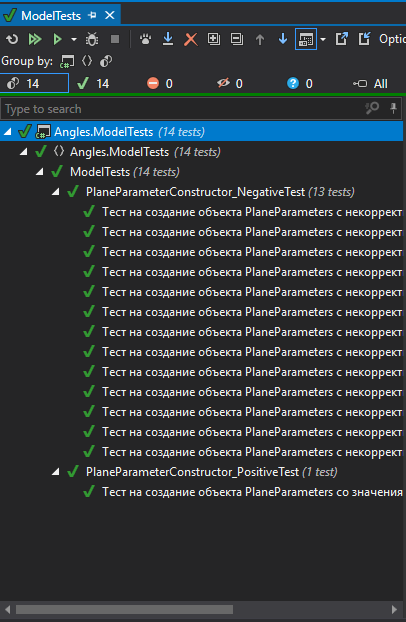 ModelTests
Optio
Group by:
14 14 0 0 0 All
Type to search
Angles.ModelTests (14 tests)
Angles.ModelTests (14 tests)
ModelTests (14 tests)
PlaneParameterConstructor_NegativeTest (13 tests)
Тест на создание объекта PlaneParameters с некоррект
Тест на создание объекта PlaneParameters с некоррект
Тест на создание объекта PlaneParameters с некоррект
Тест на создание объекта PlaneParameters с некоррект
Тест на создание объекта PlaneParameters с некоррект
Тест на создание объекта PlaneParameters с некоррект
Тест на создание объекта PlaneParameters с некоррект
Тест на создание объекта PlaneParameters с некоррект
Тест на создание объекта PlaneParameters с некоррект
Тест на создание объекта PlaneParameters с некоррект
Тест на создание объекта PlaneParameters с некоррект
Тест на создание объекта PlaneParameters с некоррект
Тест на создание объекта PlaneParameters с некоррект
PlaneParameterConstructor_PositiveTest (1 test)
Тест на создание объекта PlaneParameters со значения